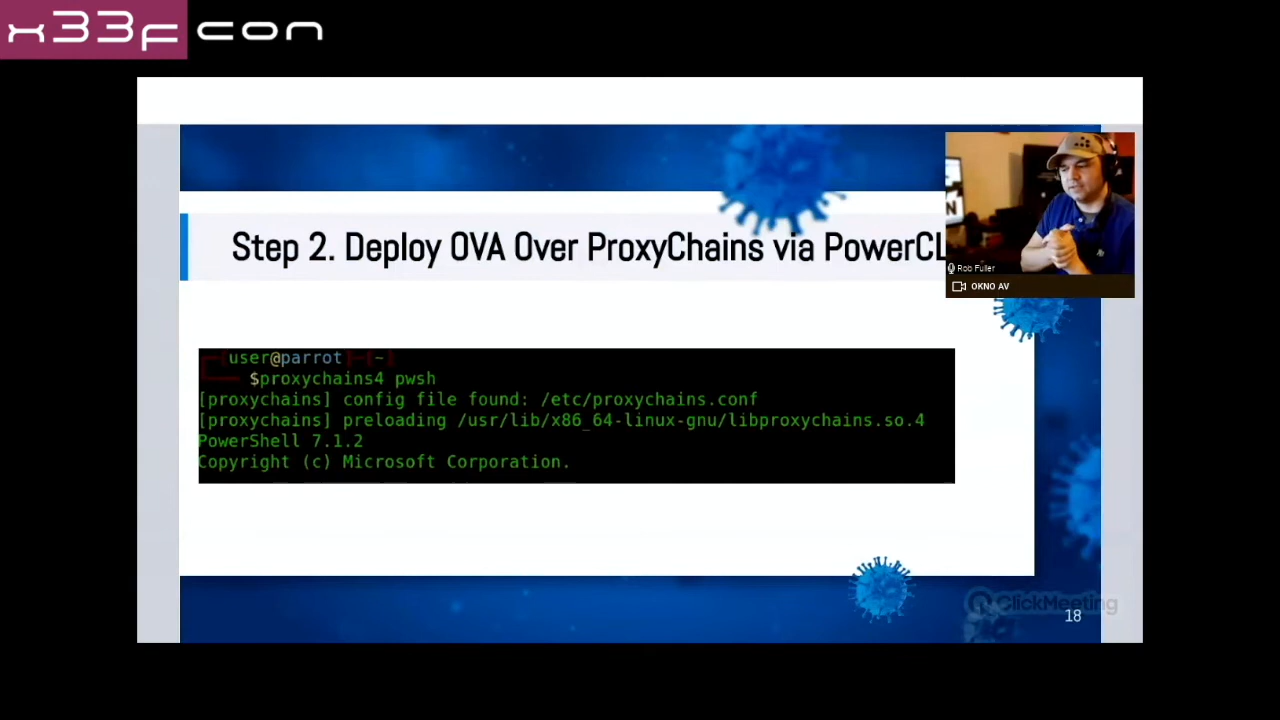 x33fcon
Step 2. Deploy OVA Over ProxyChains via PowerCL
Rob Fuller
OKNO AV
user@parrot]─[~]
$proxychains4 pwsh
[proxychains] config file found: /etc/proxychains.conf
[proxychains] preloading /usr/lib/x86_64-linux-gnu/libproxychains.so.4
PowerShell 7.1.2
Copyright (c) Microsoft Corporation.
ClickMeeting
18